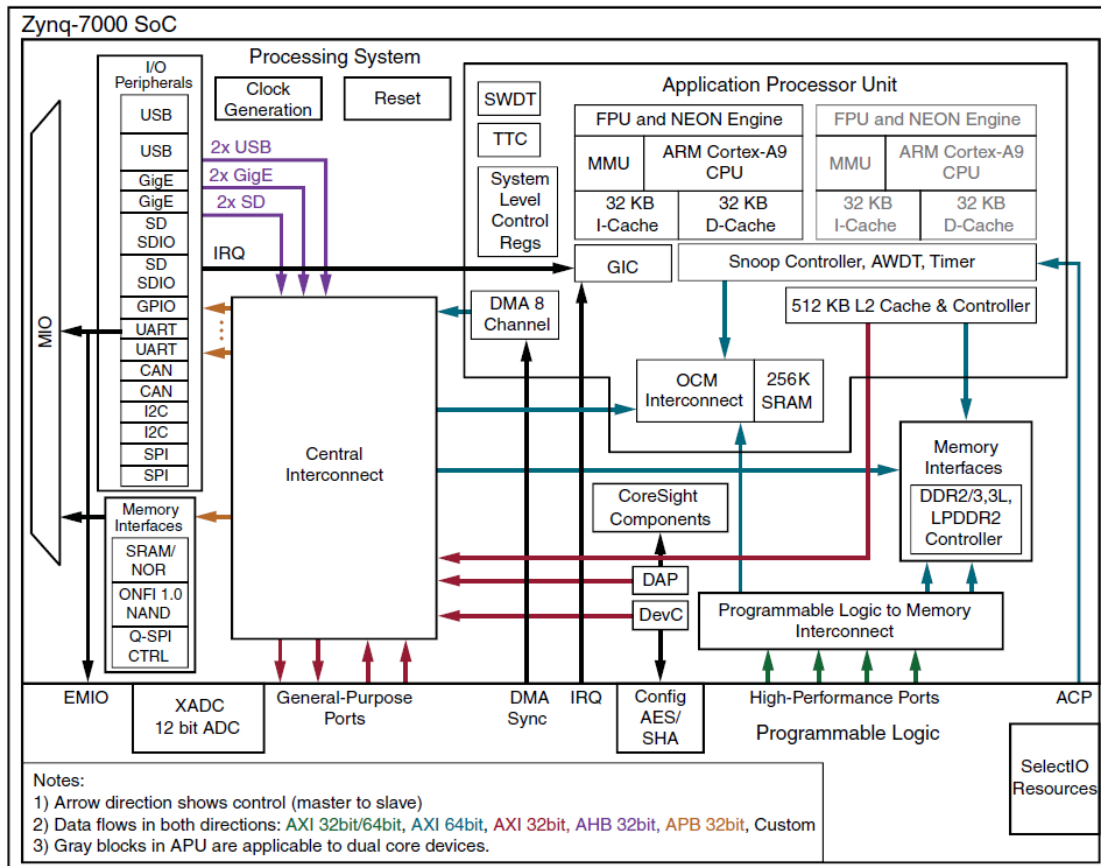 Zynq-7000 SoC
I/O
Peripherals
USB
USB
GigE
GigE
SD
SDIO
SD
SDIO
GPIO
UART
UART
CAN
CAN
I2C
I2C
SPI
SPI
MIO
Memory
Interfaces
SRAM/
NOR
ONFI 1.0
NAND
Q-SPI
CTRL
Processing System
Clock
Generation
Reset
2x USB
2x GigE
2x SD
IRQ
Central
Interconnect
Application Processor Unit
SWDT
TTC
System
Level
Control
Regs
FPU and NEON Engine
MMU
ARM Cortex-A9
CPU
32 KB
I-Cache
32 KB
D-Cache
FPU and NEON Engine
MMU
ARM Cortex-A9
CPU
32 KB
I-Cache
32 KB
D-Cache
GIC
Snoop Controller, AWDT, Timer
DMA 8
Channel
512 KB L2 Cache & Controller
OCM
Interconnect
256K
SRAM
Memory
Interfaces
DDR2/3,3L,
LPDDR2
Controller
CoreSight
Components
DAP
DevC
Programmable Logic to Memory
Interconnect
EMIO
XADC
12 bit ADC
General-Purpose
Ports
DMA
Sync
IRQ
Config
AES/
SHA
High-Performance Ports
ACP
Programmable Logic
SelectIO
Resources
Notes:
1) Arrow direction shows control (master to slave)
2) Data flows in both directions: AXI 32bit/64bit, AXI 64bit, AXI 32bit, AHB 32bit, APB 32bit, Custom
3) Gray blocks in APU are applicable to dual core devices.